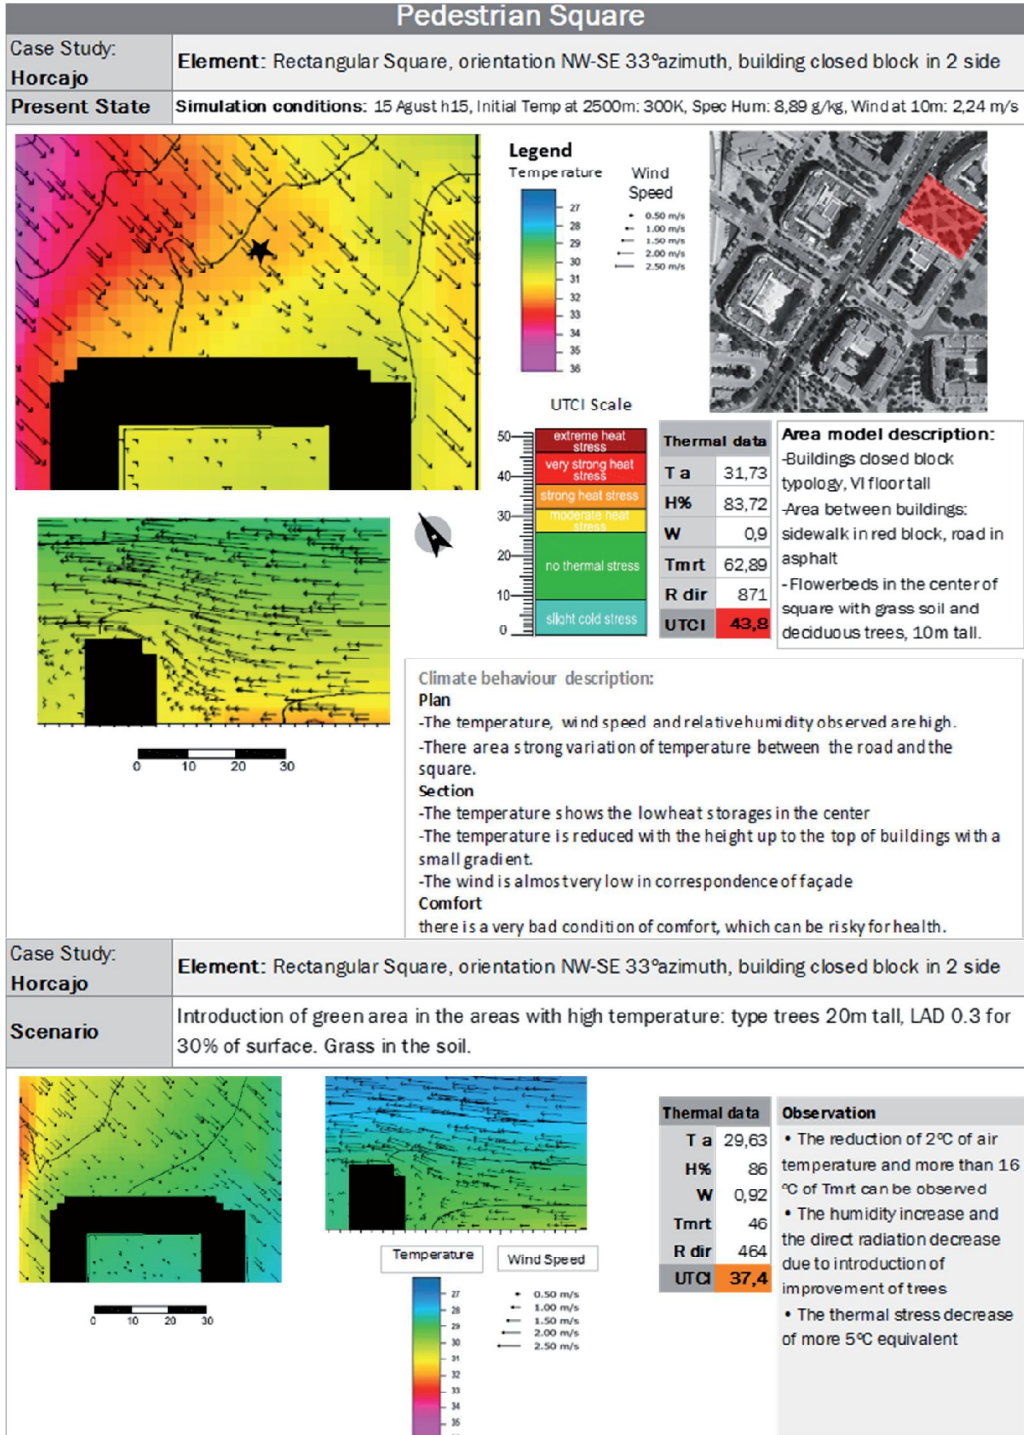 Pedestrian Square
Case Study:
Horcajo
Element: Rectangular Square, orientation NW-SE 33ºazimuth, building closed block in 2 side
Present State
Simulation conditions: 15 Agust h15, Initial Temp at 2500m: 300K, Spec Hum: 8,89 g/kg, Wind at 10m: 2,24 m/s
Legend
Temperature
27
28
29
30
31
32
33
34
35
36
Wind
Speed
0.50 m/s
1.00 m/s
1.50 m/s
2.00 m/s
2.50 m/s
UTCI Scale
50
40
30
20
10
0
extreme heat
stress
very strong heat
stress
strong heat stress
moderate heat
stress
no thermal stress
slight cold stress
Thermal data
T a 31,73
H% 83,72
W 0,9
Tmrt 62,89
R dir 871
UTCI 43,8
Area model description:
-Buildings closed block
typology, VI floor tall
-Area between buildings:
sidewalk in red block, road in
asphalt
-Flowerbeds in the center of
square with grass soil and
deciduous trees, 10m tall.
0 10 20 30
Climate behaviour description:
Plan
-The temperature, wind speed and relative humidity observed are high.
-There area strong variation of temperature between the road and the
square.
Section
-The temperature shows the low heat storages in the center
-The temperature is reduced with the height up to the top of buildings with a
small gradient.
-The wind is almost very low in correspondence of façade
Comfort
there is a very bad condition of comfort, which can be risky for health.
Case Study:
Horcajo
Element: Rectangular Square, orientation NW-SE 33ºazimuth, building closed block in 2 side
Scenario
Introduction of green area in the areas with high temperature: type trees 20m tall, LAD 0.3 for
30% of surface. Grass in the soil.
0 10 20 30
Temperature
27
28
29
30
31
32
33
34
35
Wind Speed
0.50 m/s
1.00 m/s
1.50 m/s
2.00 m/s
2.50 m/s
Thermal data
T a 29,63
H% 86
W 0,92
Tmrt 46
R dir 464
UTCI 37,4
Observation
• The reduction of 2ºC of air
temperature and more than 16
ºC of Tmrt can be observed
• The humidity increase and
the direct radiation decrease
due to introduction of
improvement of trees
• The thermal stress decrease
of more 5ºC equivalent